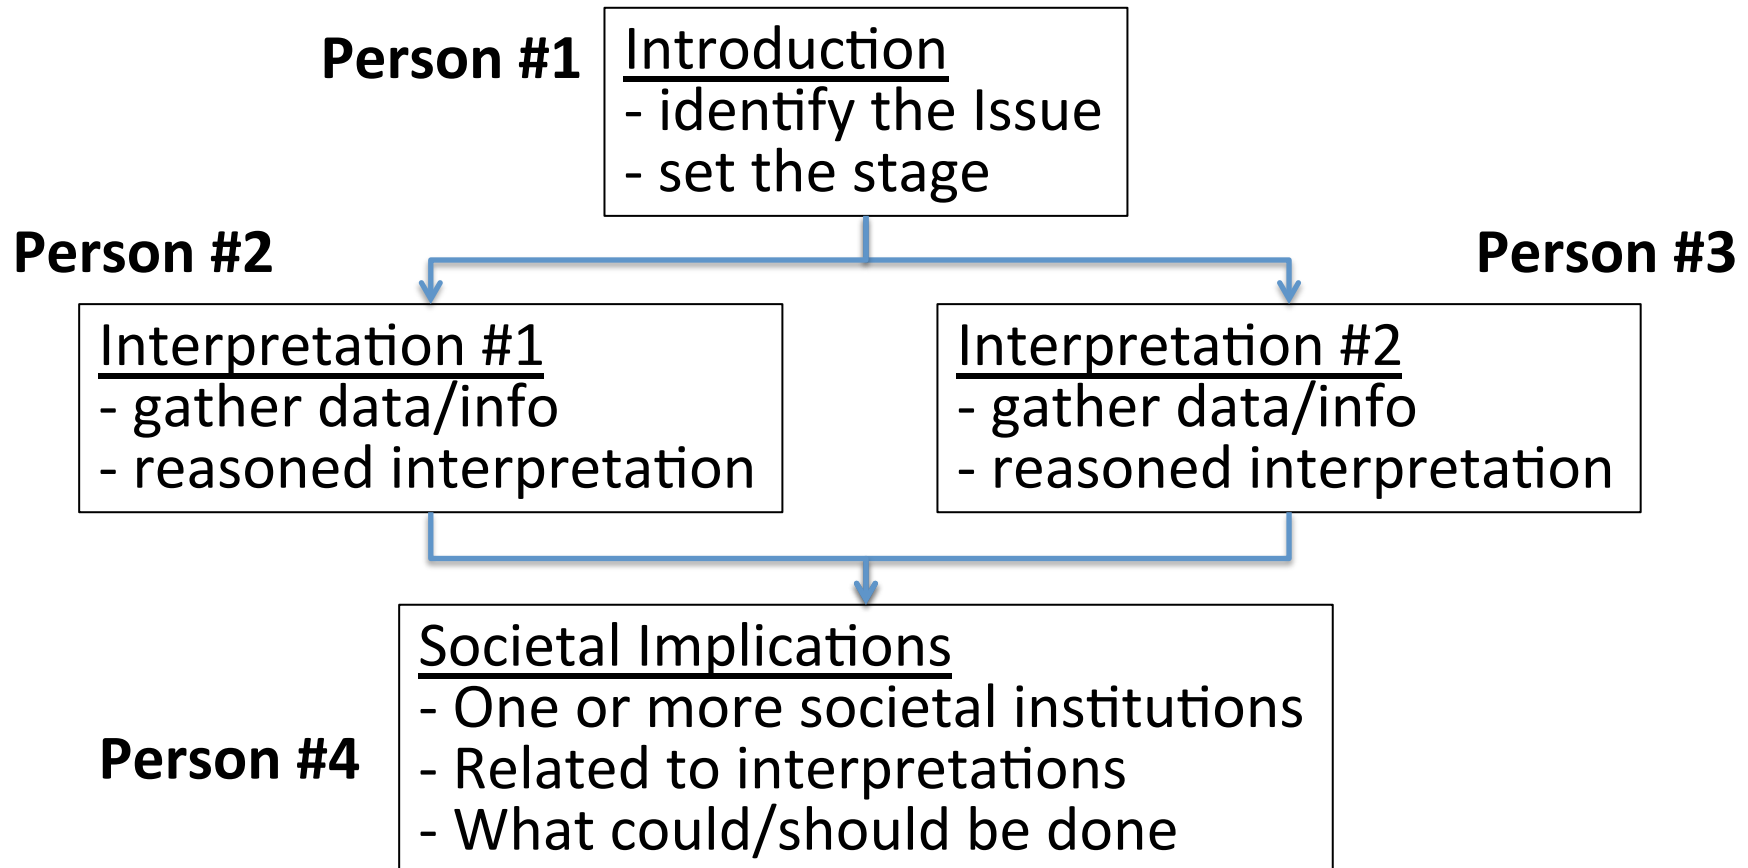 Person #1
Introduction
- identify the Issue
- set the stage
Person #2
Person #3
Interpretation #1
- gather data/info
- reasoned interpretation
Interpretation #2
- gather data/info
- reasoned interpretation
Person #4
Societal Implications
- One or more societal institutions
- Related to interpretations
- What could/should be done